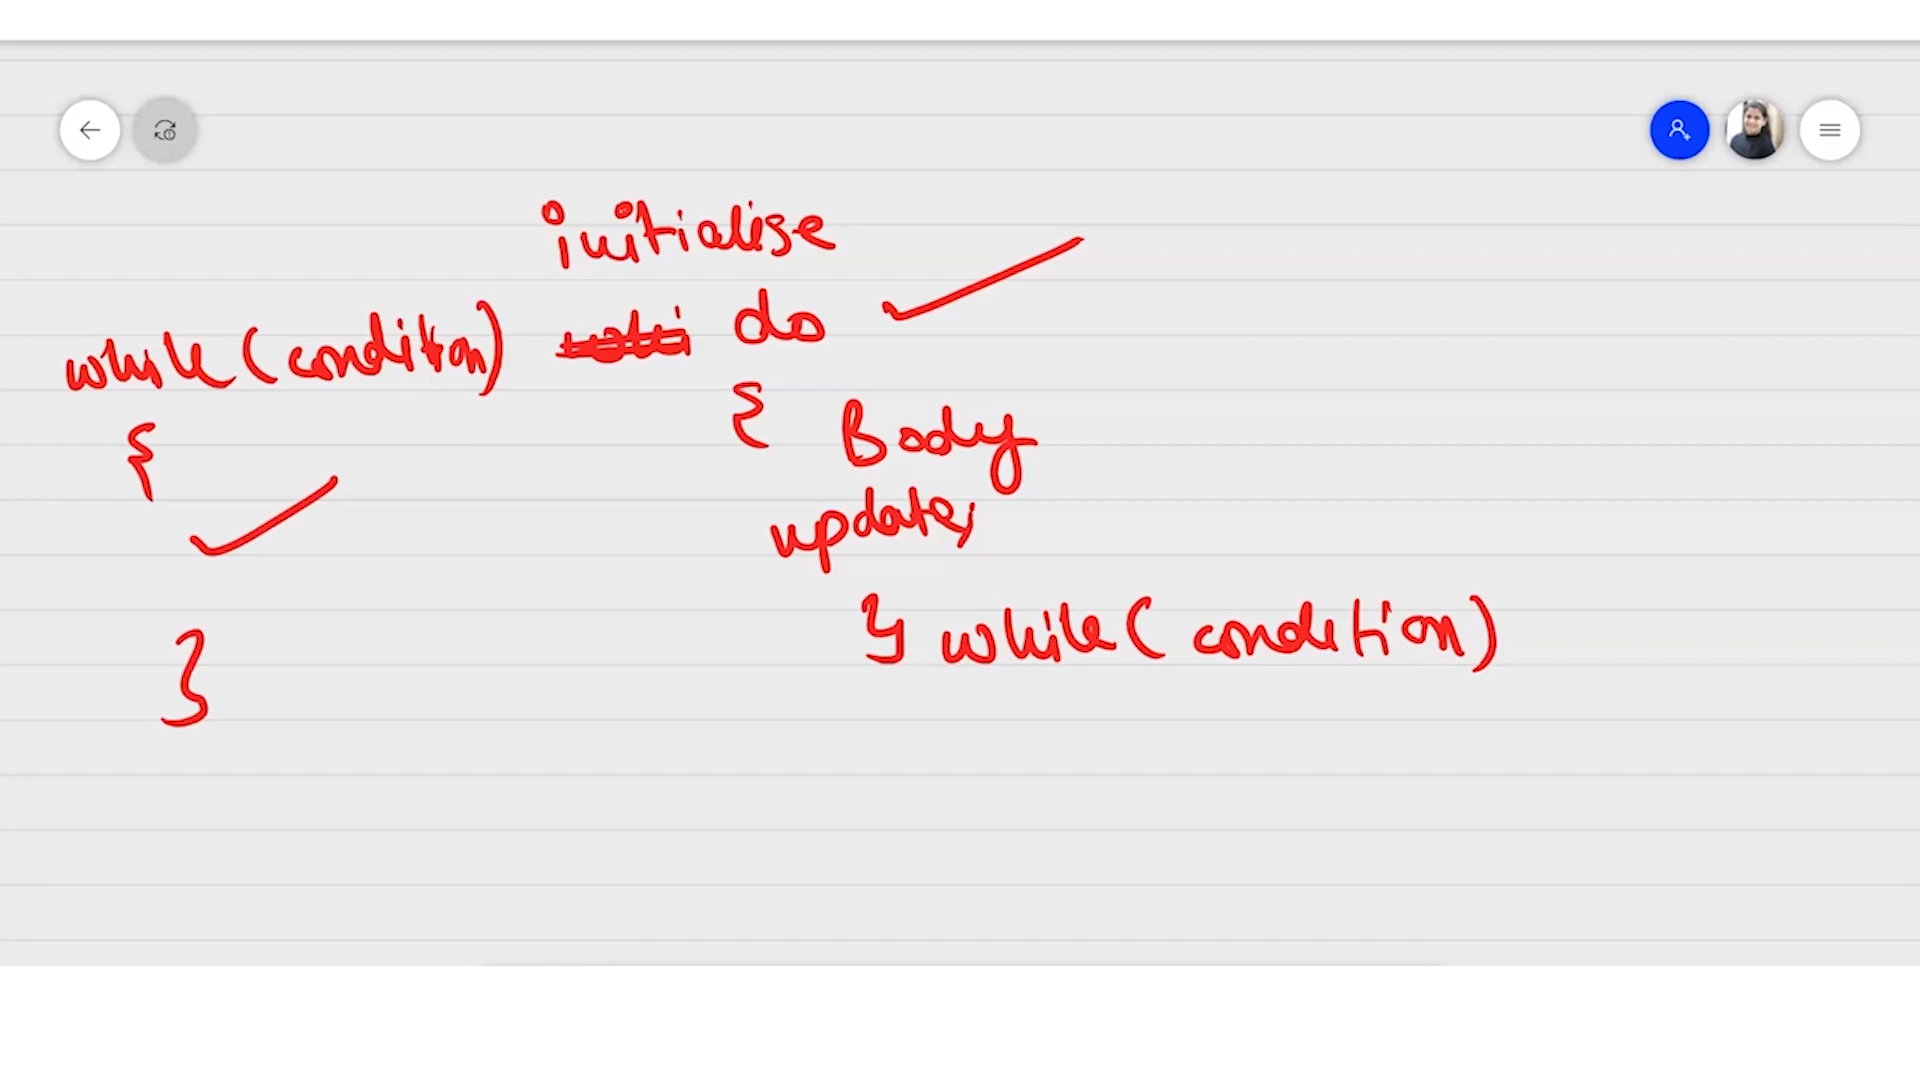 initialise
while (condition) do
{
{ Body
update;
} while ( condition )
}